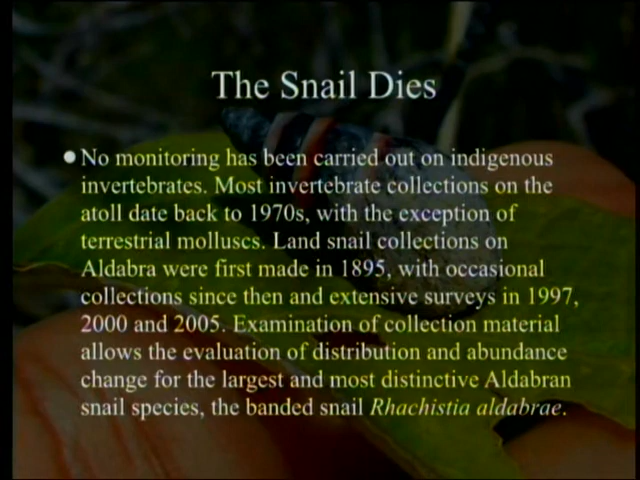 The Snail Dies
● No monitoring has been carried out on indigenous
invertebrates. Most invertebrate collections on the
atoll date back to 1970s, with the exception of
terrestrial molluscs. Land snail collections on
Aldabra were first made in 1895, with occasional
collections since then and extensive surveys in 1997,
2000 and 2005. Examination of collection material
allows the evaluation of distribution and abundance
change for the largest and most distinctive Aldabran
snail species, the banded snail Rhachistia aldabrae.